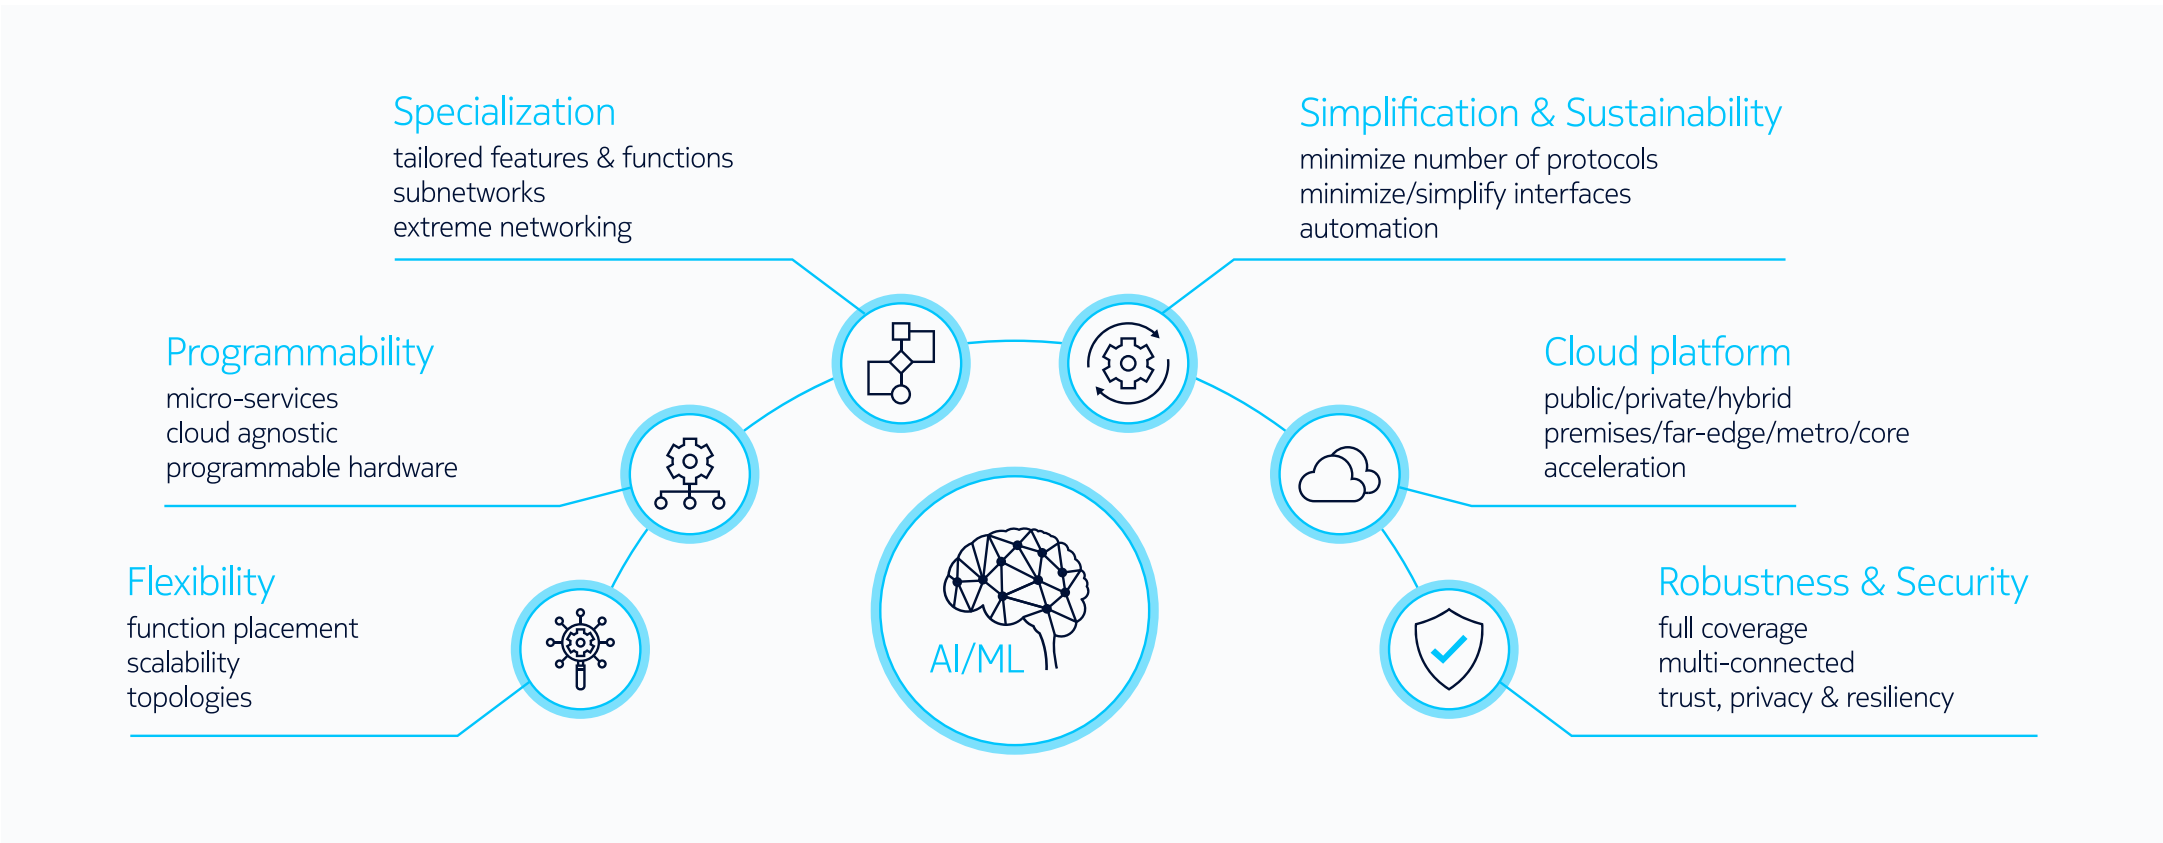 Specialization
tailored features & functions
subnetworks
extreme networking
Simplification & Sustainability
minimize number of protocols
minimize/simplify interfaces
automation
Programmability
micro-services
cloud agnostic
programmable hardware
Cloud platform
public/private/hybrid
premises/far-edge/metro/core
acceleration
Flexibility
function placement
scalability
topologies
AI/ML
Robustness & Security
full coverage
multi-connected
trust, privacy & resiliency